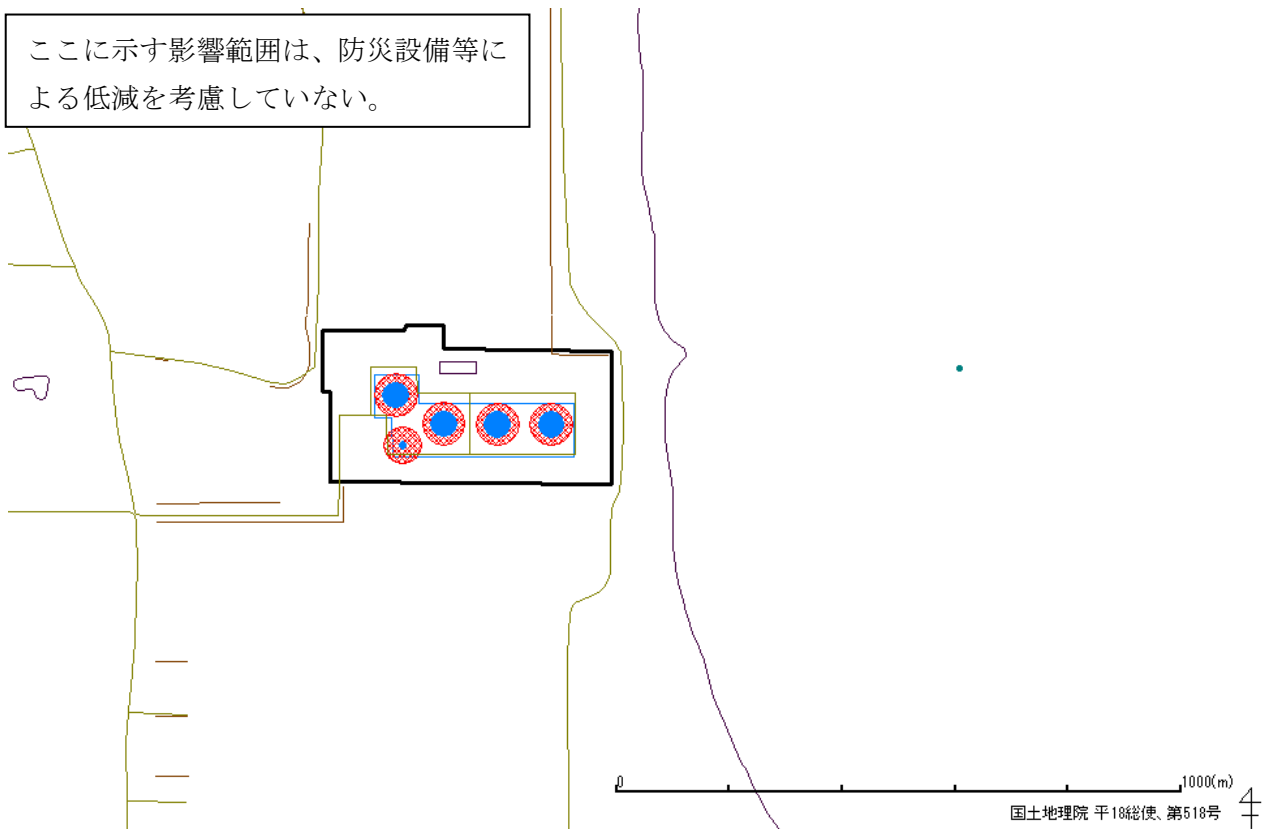 ここに示す影響範囲は、防災設備等に
よる低減を考慮していない。
0
1000(m)
国土地理院 平18総使、第518号